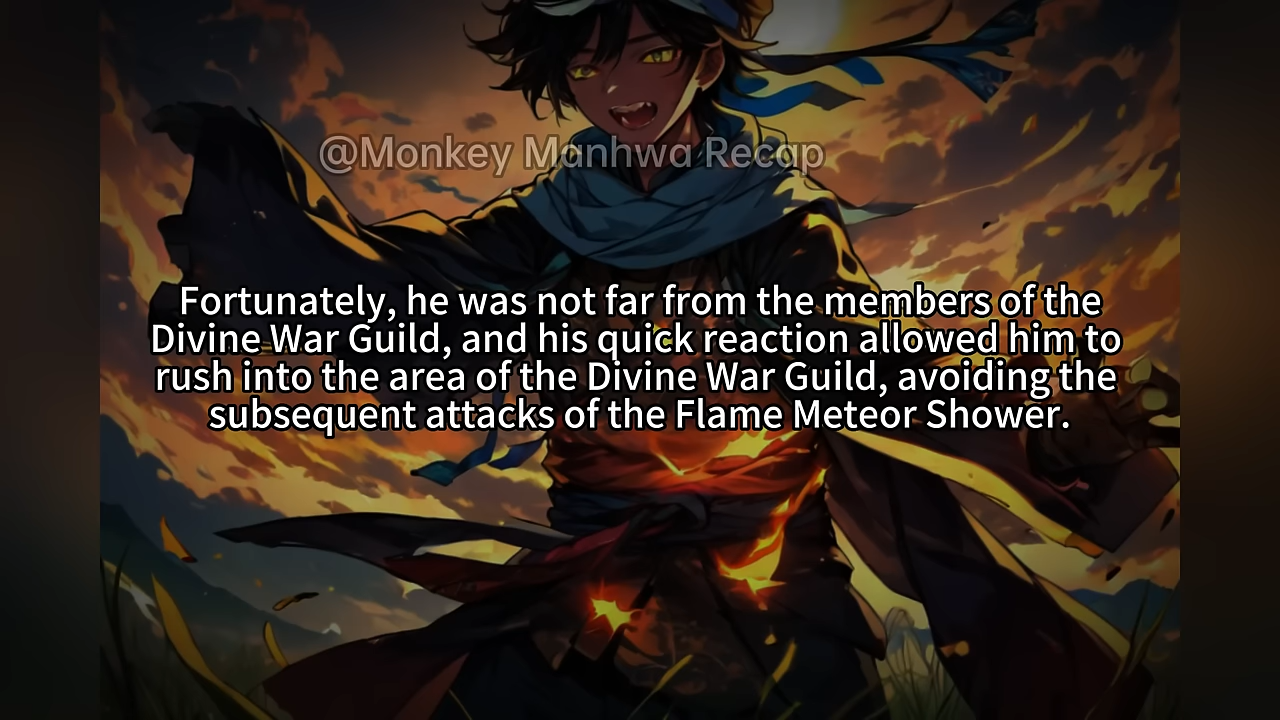 @Monkey Manhwa Recap
Fortunately, he was not far from the members of the
Divine War Guild, and his quick reaction allowed him to
rush into the area of the Divine War Guild, avoiding the
subsequent attacks of the Flame Meteor Shower.